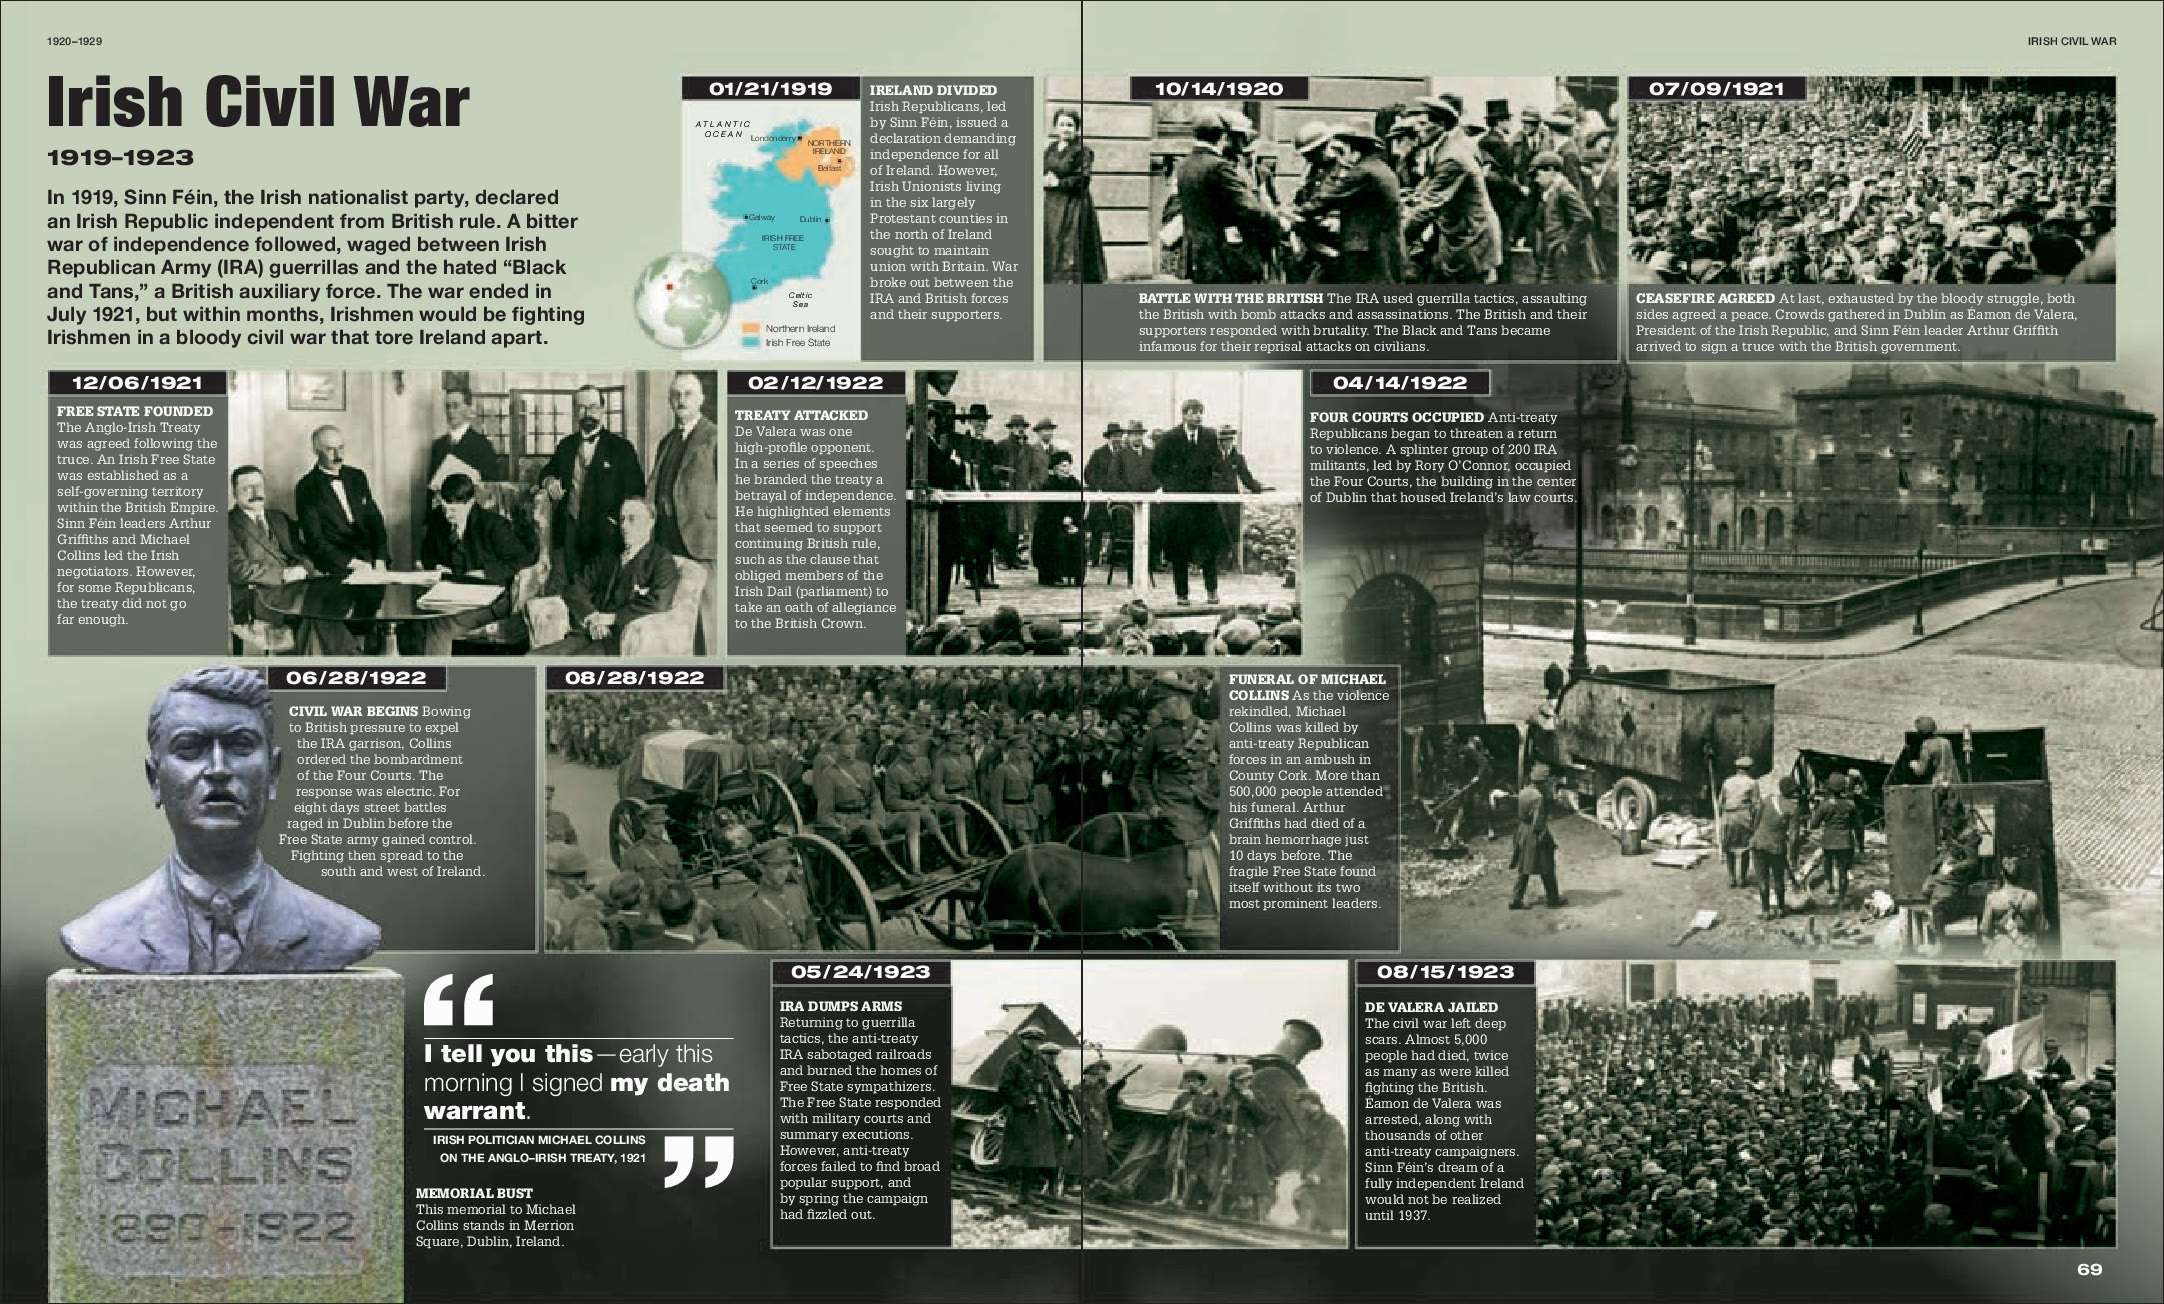 1920–1929
IRISH CIVIL WAR
Irish Civil War
1919–1923
In 1919, Sinn Féin, the Irish nationalist party, declared
an Irish Republic independent from British rule. A bitter
war of independence followed, waged between Irish
Republican Army (IRA) guerrillas and the hated “Black
and Tans,” a British auxiliary force. The war ended in
July 1921, but within months, Irishmen would be fighting
Irishmen in a bloody civil war that tore Ireland apart.
01/21/1919
ATLANTIC
OCEAN
Londonderry
NORTHERN
IRELAND
Belfast
Galway
Dublin
IRISH FREE
STATE
Cork
Celtic
Sea
Northern Ireland
Irish Free State
IRELAND DIVIDED
Irish Republicans, led
by Sinn Féin, issued a
declaration demanding
independence for all
of Ireland. However,
Irish Unionists living
in the six largely
Protestant counties in
the north of Ireland
sought to maintain
union with Britain. War
broke out between the
IRA and British forces
and their supporters.
10/14/1920
BATTLE WITH THE BRITISH The IRA used guerrilla tactics, assaulting
the British with bomb attacks and assassinations. The British and their
supporters responded with brutality. The Black and Tans became
infamous for their reprisal attacks on civilians.
07/09/1921
CEASEFIRE AGREED At last, exhausted by the bloody struggle, both
sides agreed a peace. Crowds gathered in Dublin as Éamon de Valera,
President of the Irish Republic, and Sinn Féin leader Arthur Griffith
arrived to sign a truce with the British government.
12/06/1921
FREE STATE FOUNDED
The Anglo-Irish Treaty
was agreed following the
truce. An Irish Free State
was established as a
self-governing territory
within the British Empire.
Sinn Féin leaders Arthur
Griffiths and Michael
Collins led the Irish
negotiators. However,
for some Republicans,
the treaty did not go
far enough.
02/12/1922
TREATY ATTACKED
De Valera was one
high-profile opponent.
In a series of speeches
he branded the treaty a
betrayal of independence.
He highlighted elements
that seemed to support
continuing British rule,
such as the clause that
obliged members of the
Irish Dail (parliament) to
take an oath of allegiance
to the British Crown.
04/14/1922
FOUR COURTS OCCUPIED Anti-treaty
Republicans began to threaten a return
to violence. A splinter group of 200 IRA
militants, led by Rory O’Connor, occupied
the Four Courts, the building in the center
of Dublin that housed Ireland’s law courts.
06/28/1922
CIVIL WAR BEGINS Bowing
to British pressure to expel
the IRA garrison, Collins
ordered the bombardment
of the Four Courts. The
response was electric. For
eight days street battles
raged in Dublin before the
Free State army gained control.
Fighting then spread to the
south and west of Ireland.
08/28/1922
FUNERAL OF MICHAEL
COLLINS As the violence
rekindled, Michael
Collins was killed by
anti-treaty Republican
forces in an ambush in
County Cork. More than
500,000 people attended
his funeral. Arthur
Griffiths had died of a
brain hemorrhage just
10 days before. The
fragile Free State found
itself without its two
most prominent leaders.
MICHAEL
COLLINS
1890–1922
“
I tell you this—early this
morning I signed my death
warrant.
IRISH POLITICIAN MICHAEL COLLINS
ON THE ANGLO–IRISH TREATY, 1921
”
MEMORIAL BUST
This memorial to Michael
Collins stands in Merrion
Square, Dublin, Ireland.
05/24/1923
IRA DUMPS ARMS
Returning to guerrilla
tactics, the anti-treaty
IRA sabotaged railroads
and burned the homes of
Free State sympathizers.
The Free State responded
with military courts and
summary executions.
However, anti-treaty
forces failed to find broad
popular support, and
by spring the campaign
had fizzled out.
08/15/1923
DE VALERA JAILED
The civil war left deep
scars. Almost 5,000
people had died, twice
as many as were killed
fighting the British.
Éamon de Valera was
arrested, along with
thousands of other
anti-treaty campaigners.
Sinn Féin’s dream of a
fully independent Ireland
would not be realized
until 1937.
69